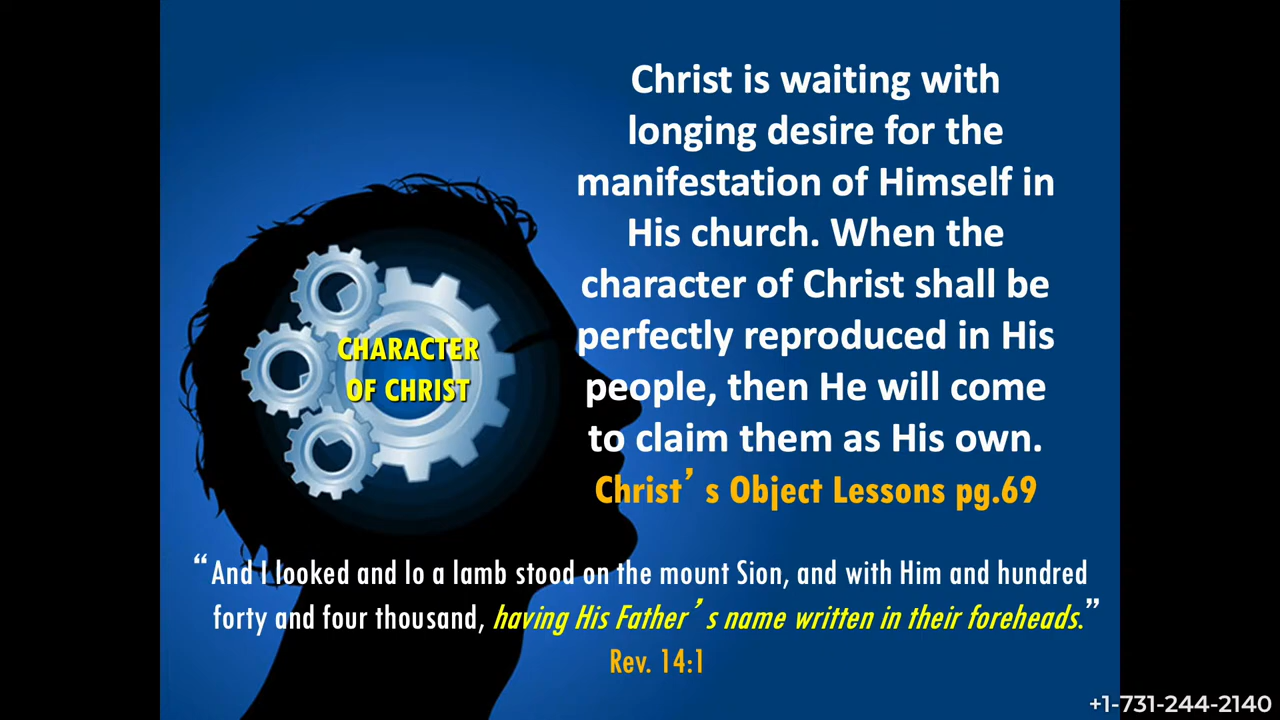 Christ is waiting with
longing desire for the
manifestation of Himself in
His church. When the
character of Christ shall be
perfectly reproduced in His
people, then He will come
to claim them as His own.
Christ’s Object Lessons pg.69
CHARACTER
OF CHRIST
“And I looked and lo a lamb stood on the mount Sion, and with Him and hundred
forty and four thousand, having His Father’s name written in their foreheads.”
Rev. 14:1
+1-731-244-2140